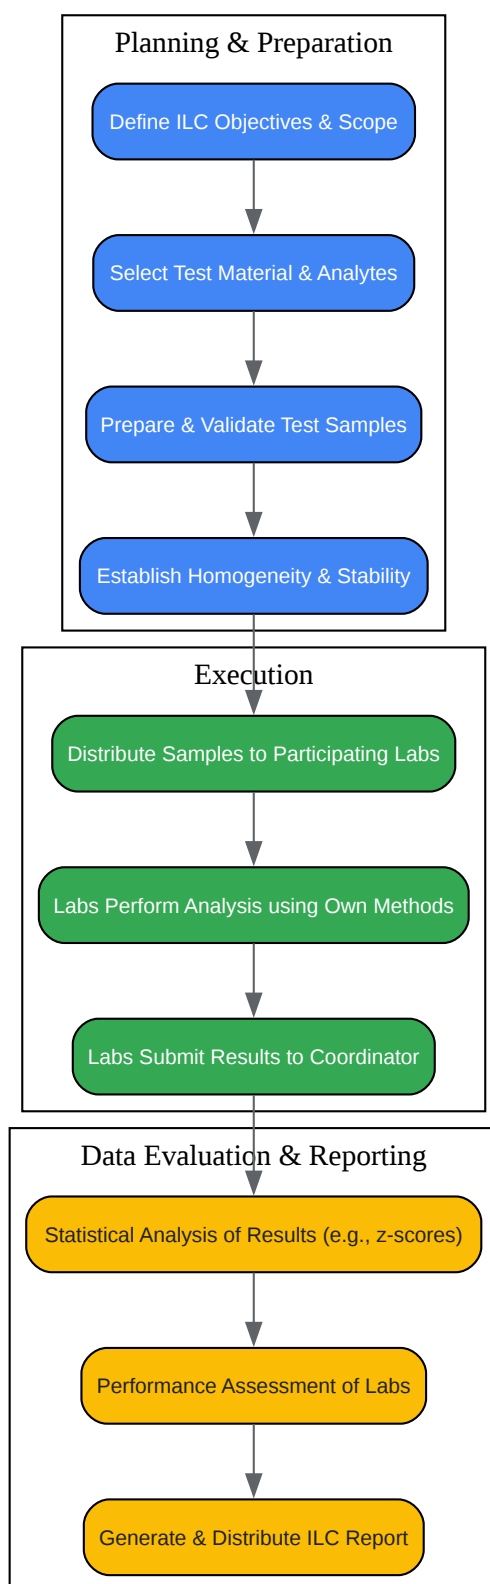 Planning & Preparation
Define ILC Objectives & Scope
Select Test Material & Analytes
Prepare & Validate Test Samples
Establish Homogeneity & Stability
Execution
Distribute Samples to Participating Labs
Labs Perform Analysis using Own Methods
Labs Submit Results to Coordinator
Data Evaluation & Reporting
Statistical Analysis of Results (e.g., z-scores)
Performance Assessment of Labs
Generate & Distribute ILC Report